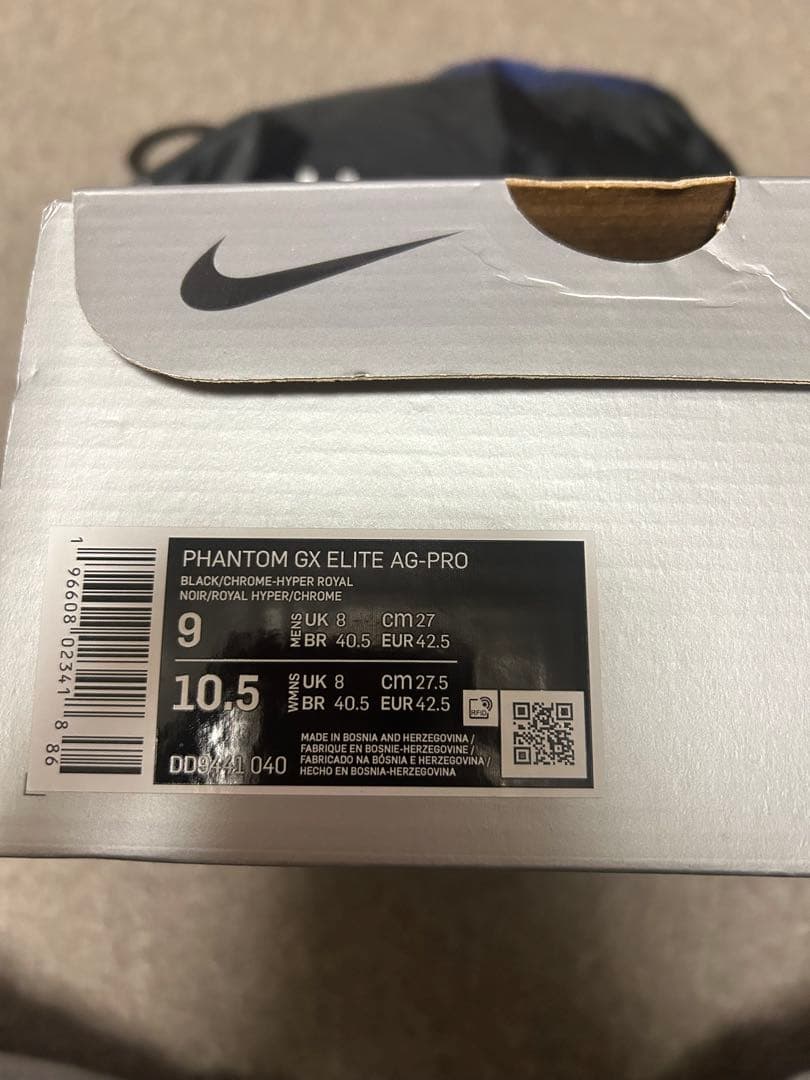 PHANTOM GX ELITE AG-PRO
BLACK/CHROME-HYPER ROYAL
NOIR/ROYAL HYPER/CHROME
9 MENS UK 8 CM 27
BR 40.5 EUR 42.5
10.5 WMNS UK 8 CM 27.5
BR 40.5 EUR 42.5
RFID
MADE IN BOSNIA AND HERZEGOVINA /
FABRIQUE EN BOSNIE-HERZEGOVINE /
FABRICADO NA BÓSNIA E HERZEGOVINA /
HECHO EN BOSNIA-HERZEGOVINA
DD9441 040
1 96608 02341 8 86